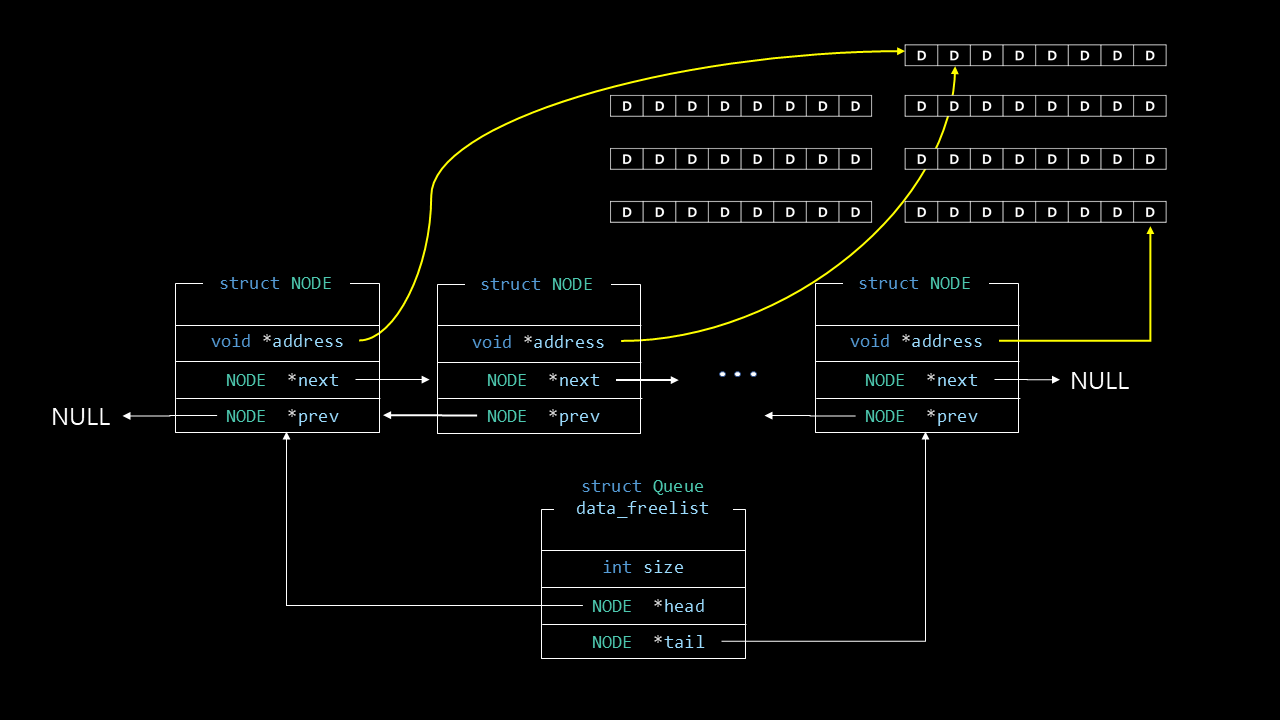 D D D D D D D D
D D D D D D D D D D D D D D D D
D D D D D D D D D D D D D D D D
D D D D D D D D D D D D D D D D
struct NODE struct NODE struct NODE
void *address void *address void *address
NODE *next NODE *next ... NODE *next NULL
NULL NODE *prev NODE *prev NODE *prev
struct Queue
data_freelist
int size
NODE *head
NODE *tail